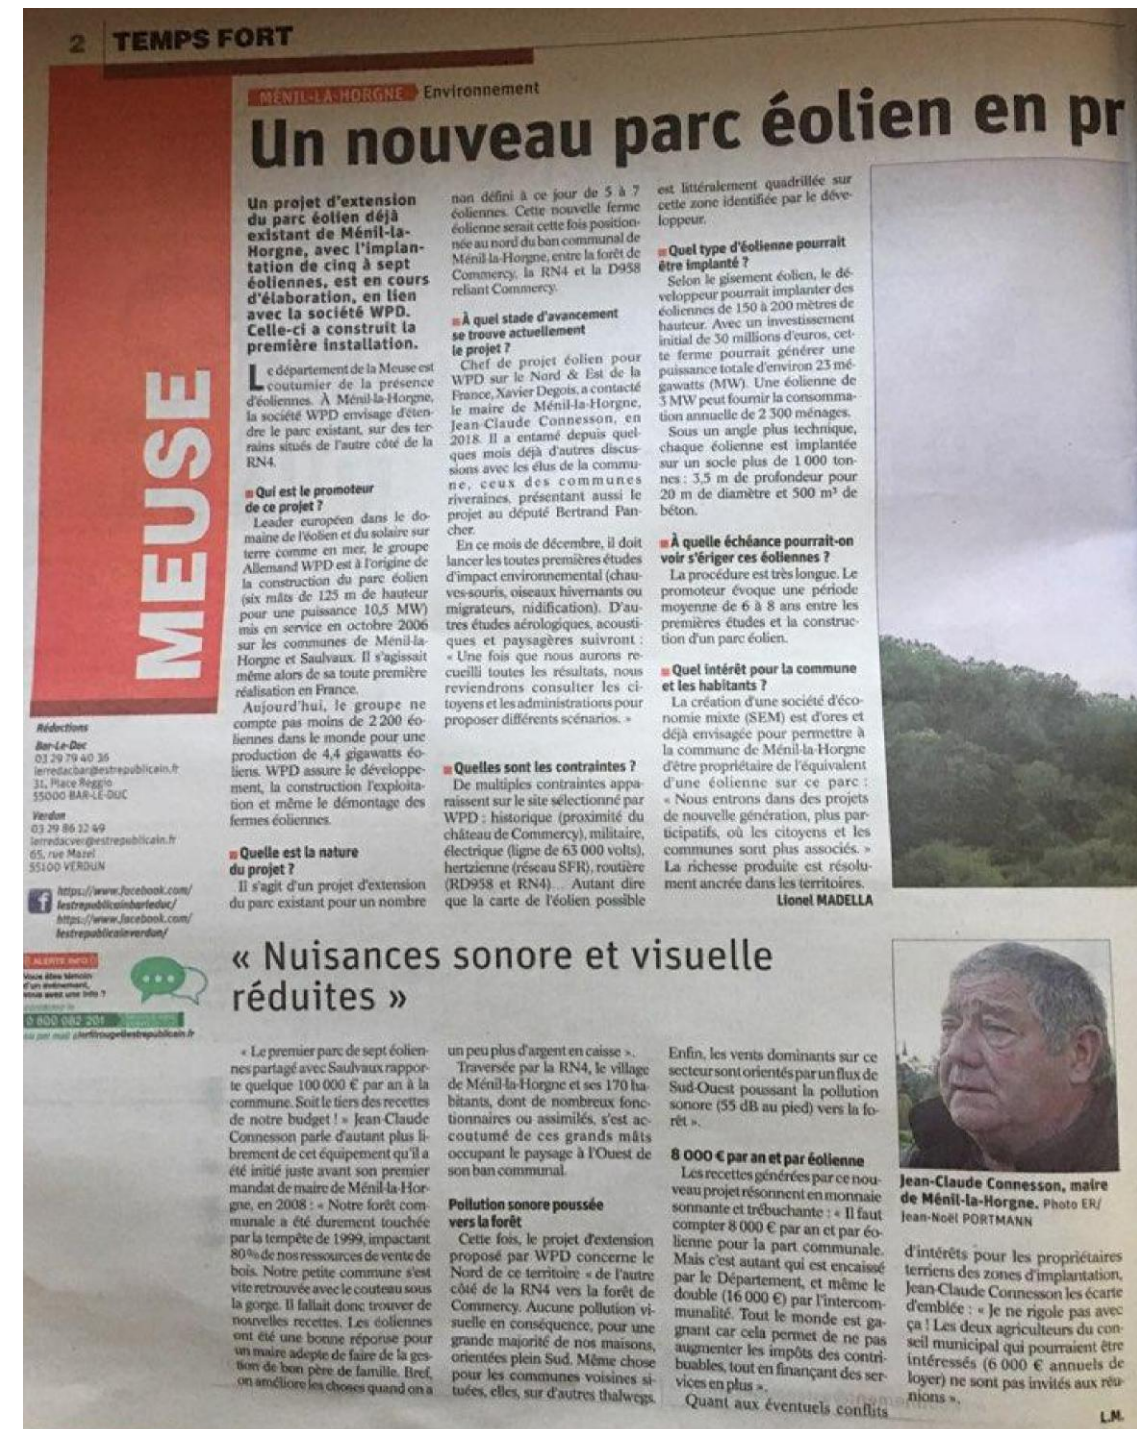 2 TEMPS FORT
MÉNIL-LA-HORGNE Environnement
Un nouveau parc éolien en pr
MEUSE
Un projet d'extension
du parc éolien déjà
existant de Ménil-la-
Horgne, avec l'implan-
tation de cinq à sept
éoliennes, est en cours
d'élaboration, en lien
avec la société WPD.
Celle-ci a construit la
première installation.
Le département de la Meuse est
coutumier de la présence
d'éoliennes. À Ménil-la-Horgne,
la société WPD envisage d'éten-
dre le parc existant, sur des ter-
rains situés de l'autre côté de la
RN4.
Qui est le promoteur
de ce projet ?
Leader européen dans le do-
maine de l'éolien et du solaire sur
terre comme en mer, le groupe
Allemand WPD est à l'origine de
la construction du parc éolien
(six mâts de 125 m de hauteur
pour une puissance 10,5 MW)
mis en service en octobre 2006
sur les communes de Ménil-la-
Horgne et Saulvaux. Il s'agissait
même alors de sa toute première
réalisation en France.
Aujourd'hui, le groupe ne
compte pas moins de 2 200 éo-
liennes dans le monde pour une
production de 4,4 gigawatts éo-
liens. WPD assure le développe-
ment, la construction l'exploita-
tion et même le démontage des
fermes éoliennes.
Quelle est la nature
du projet ?
Il s'agit d'un projet d'extension
du parc existant pour un nombre
non défini à ce jour de 5 à 7
éoliennes. Cette nouvelle ferme
éolienne serait cette fois position-
née au nord du ban communal de
Ménil-la-Horgne, entre la forêt de
Commercy, la RN4 et la D958
reliant Commercy.
À quel stade d'avancement
se trouve actuellement
le projet ?
Chef de projet éolien pour
WPD sur le Nord & Est de la
France, Xavier Degois, a contacté
le maire de Ménil-la-Horgne,
Jean-Claude Connesson, en
2018. Il a entamé depuis quel-
ques mois déjà d'autres discus-
sions avec les élus de la commu-
ne, ceux des communes
riveraines, présentant aussi le
projet au député Bertrand Pan-
cher.
En ce mois de décembre, il doit
lancer les toutes premières études
d'impact environnemental (chau-
ves-souris, oiseaux hivernants ou
migrateurs, nidification). D'au-
tres études aérologiques, acousti-
ques et paysagères suivront :
« Une fois que nous aurons re-
cueilli toutes les résultats, nous
reviendrons consulter les ci-
toyens et les administrations pour
proposer différents scénarios. »
Quelles sont les contraintes ?
De multiples contraintes appa-
raissent sur le site sélectionné par
WPD : historique (proximité du
château de Commercy), militaire,
électrique (ligne de 63 000 volts),
hertzienne (réseau SFR), routière
(RD958 et RN4)... Autant dire
que la carte de l'éolien possible
est littéralement quadrillée sur
cette zone identifiée par le déve-
loppeur.
Quel type d'éolienne pourrait
être implanté ?
Selon le gisement éolien, le dé-
veloppeur pourrait implanter des
éoliennes de 150 à 200 mètres de
hauteur. Avec un investissement
initial de 30 millions d'euros, cet-
te ferme pourrait générer une
puissance totale d'environ 23 mé-
gawatts (MW). Une éolienne de
3 MW peut fournir la consomma-
tion annuelle de 2 300 ménages.
Sous un angle plus technique,
chaque éolienne est implantée
sur un socle plus de 1 000 ton-
nes : 3,5 m de profondeur pour
20 m de diamètre et 500 m³ de
béton.
À quelle échéance pourrait-on
voir s'ériger ces éoliennes ?
La procédure est très longue. Le
promoteur évoque une période
moyenne de 6 à 8 ans entre les
premières études et la construc-
tion d'un parc éolien.
Quel intérêt pour la commune
et les habitants ?
La création d'une société d'éco-
nomie mixte (SEM) est d'ores et
déjà envisagée pour permettre à
la commune de Ménil-la-Horgne
d'être propriétaire de l'équivalent
d'une éolienne sur ce parc :
« Nous entrons dans des projets
de nouvelle génération, plus par-
ticipatifs, où les citoyens et les
communes sont plus associés. »
La richesse produite est résolu-
ment ancrée dans les territoires.
Lionel MADELLA
Rédactions
Bar-Le-Duc
03 29 79 40 36
lerredacbar@estrepublicain.fr
31, Place Reggio
55000 BAR-LE-DUC
Verdun
03 29 86 12 49
lerredacver@estrepublicain.fr
65, rue Mazel
55100 VERDUN
https://www.facebook.com/
lestrepublicainbarleduc/
https://www.facebook.com/
lestrepublicainverdun/
ALERTE INFO
Vous êtes témoin
d'un événement,
vous avez une info ?
0 800 082 201
ou par mail
« Nuisances sonore et visuelle
réduites »
« Le premier parc de sept éolien-
nes partagé avec Saulvaux rappor-
te quelque 100 000 € par an à la
commune. Soit le tiers des recettes
de notre budget ! » Jean-Claude
Connesson parle d'autant plus li-
brement de cet équipement qu'il a
été initié juste avant son premier
mandat de maire de Ménil-la-Hor-
gne, en 2008 : « Notre forêt com-
munale a été durement touchée
par la tempête de 1999, impactant
80% de nos ressources de vente de
bois. Notre petite commune s'est
vite retrouvée avec le couteau sous
la gorge. Il fallait donc trouver de
nouvelles recettes. Les éoliennes
ont été une bonne réponse pour
un maire adepte de faire de la ges-
tion de bon père de famille. Bref,
on améliore les choses quand on a
un peu plus d'argent en caisse ».
Traversée par la RN4, le village
de Ménil-la-Horgne et ses 170 ha-
bitants, dont de nombreux fonc-
tionnaires ou assimilés, s'est ac-
coutumé de ces grands mâts
occupant le paysage à l'Ouest de
son ban communal.
Pollution sonore poussée
vers la forêt
Cette fois, le projet d'extension
proposé par WPD concerne le
Nord de ce territoire « de l'autre
côté de la RN4 vers la forêt de
Commercy. Aucune pollution vi-
suelle en conséquence, pour une
grande majorité de nos maisons,
orientées plein Sud. Même chose
pour les communes voisines si-
tuées, elles, sur d'autres thalwegs.
Enfin, les vents dominants sur ce
secteur sont orientés par un flux de
Sud-Ouest poussant la pollution
sonore (55 dB au pied) vers la fo-
rêt ».
8 000 € par an et par éolienne
Les recettes générées par ce nou-
veau projet résonnent en monnaie
sonnante et trébuchante : « Il faut
compter 8 000 € par an et par éo-
lienne pour la part communale.
Mais c'est autant qui est encaissé
par le Département, et même le
double (16 000 €) par l'intercom-
munalité. Tout le monde est ga-
gnant car cela permet de ne pas
augmenter les impôts des contri-
buables, tout en finançant des ser-
vices en plus ».
Quant aux éventuels conflits
Jean-Claude Connesson, maire
de Ménil-la-Horgne. Photo ER/
Jean-Noël PORTMANN
d'intérêts pour les propriétaires
terriens des zones d'implantation,
Jean-Claude Connesson les écarte
d'emblée : « Je ne rigole pas avec
ça ! Les deux agriculteurs du con-
seil municipal qui pourraient être
intéressés (6 000 € annuels de
loyer) ne sont pas invités aux réu-
nions ».
L.M.